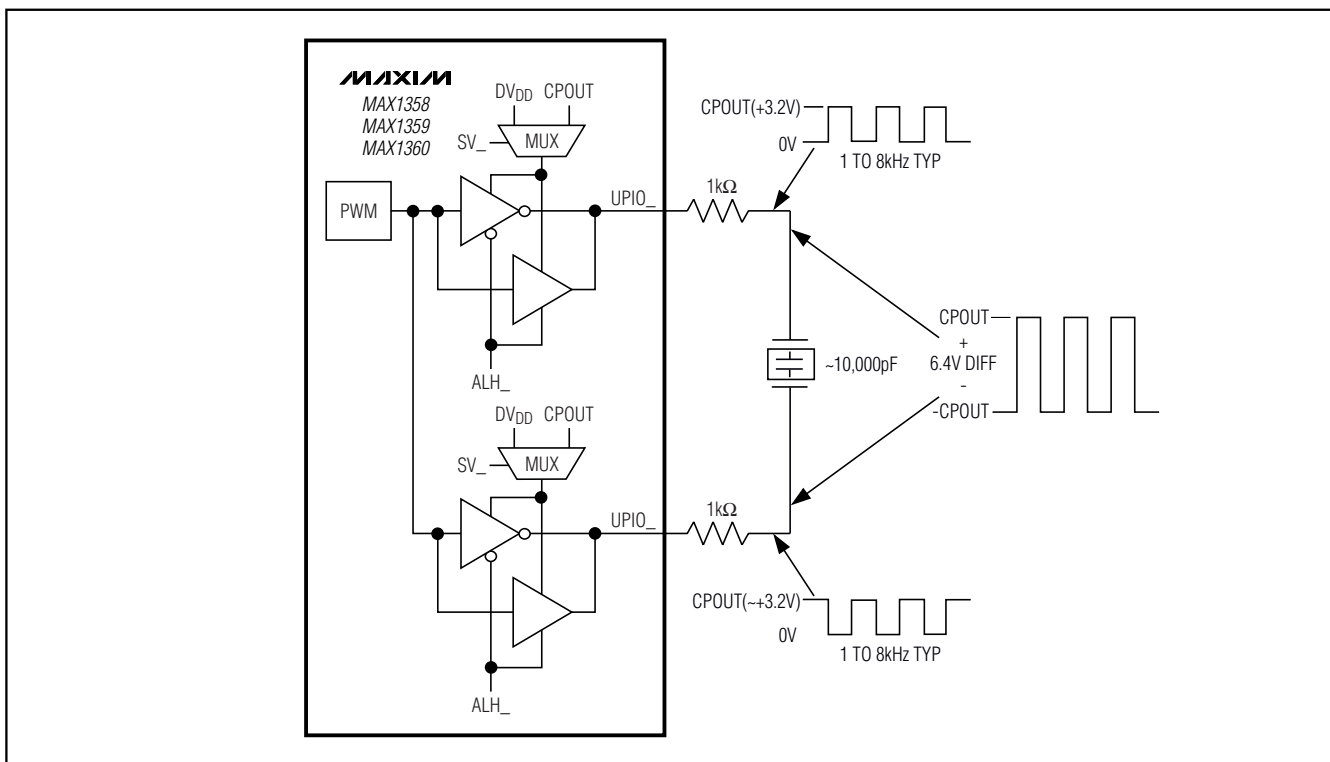 MAXIM
MAX1358
MAX1359
MAX1360
DVDD CPOUT
SV_
MUX
PWM
UPIO_
1kΩ
ALH_
CPOUT(+3.2V)
0V
1 TO 8kHz TYP
~10,000pF
CPOUT
+
6.4V DIFF
-
-CPOUT
DVDD CPOUT
SV_
MUX
UPIO_
1kΩ
ALH_
CPOUT(~+3.2V)
0V
1 TO 8kHz TYP